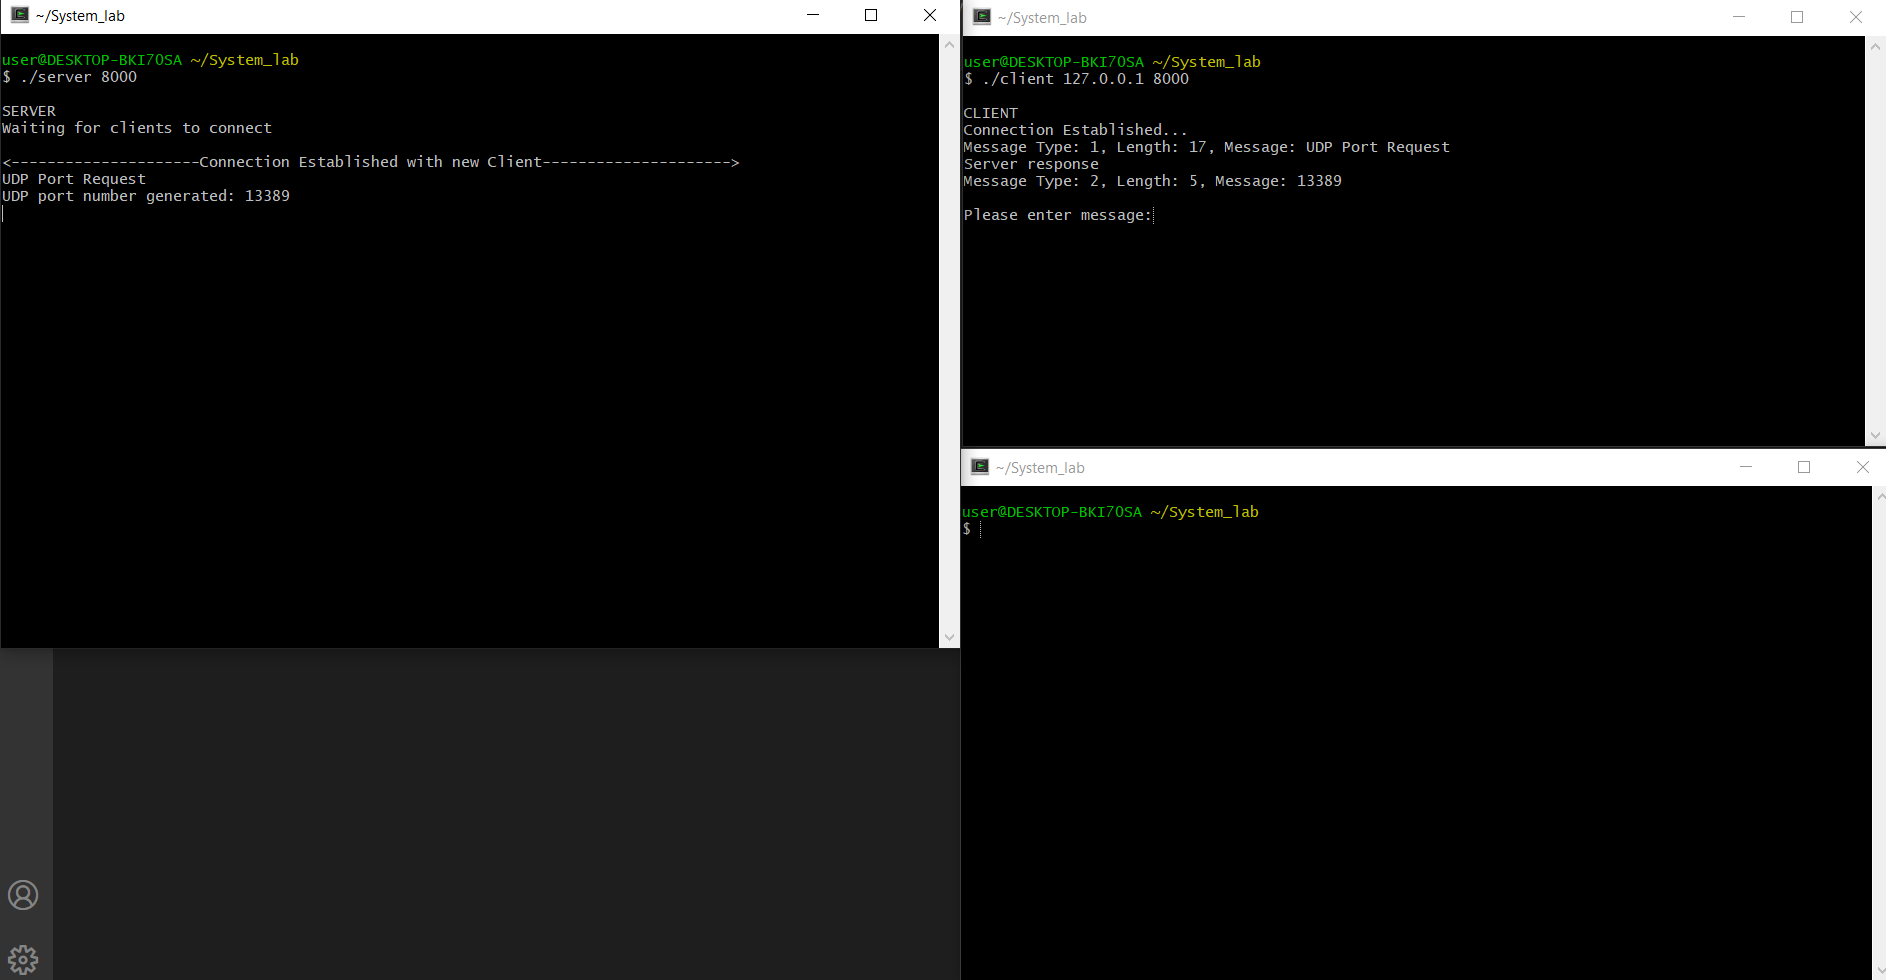 ~/System_lab
user@DESKTOP-BKI7OSA ~/System_lab
$ ./server 8000
SERVER
Waiting for clients to connect
<---------------------Connection Established with new Client--------------------->
UDP Port Request
UDP port number generated: 13389
~/System_lab
user@DESKTOP-BKI7OSA ~/System_lab
$ ./client 127.0.0.1 8000
CLIENT
Connection Established...
Message Type: 1, Length: 17, Message: UDP Port Request
Server response
Message Type: 2, Length: 5, Message: 13389
Please enter message:
~/System_lab
user@DESKTOP-BKI7OSA ~/System_lab
$